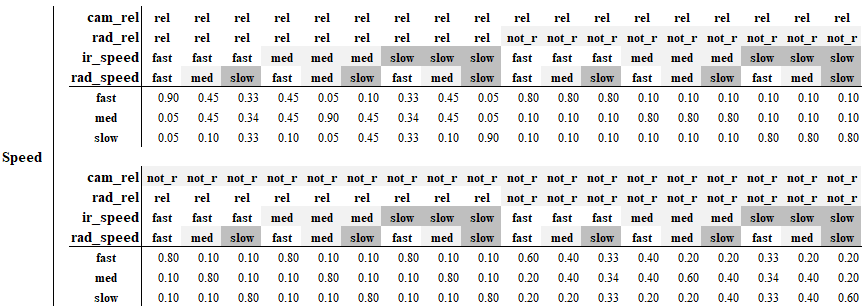 cam_rel rel rel rel rel rel rel rel rel rel rel rel rel rel rel rel rel rel rel
rad_rel rel rel rel rel rel rel rel rel rel not_r not_r not_r not_r not_r not_r not_r not_r not_r
ir_speed fast fast fast med med med slow slow slow fast fast fast med med med slow slow slow
rad_speed fast med slow fast med slow fast med slow fast med slow fast med slow fast med slow
fast 0.90 0.45 0.33 0.45 0.05 0.10 0.33 0.45 0.05 0.80 0.80 0.80 0.10 0.10 0.10 0.10 0.10 0.10
med 0.05 0.45 0.34 0.45 0.90 0.45 0.34 0.45 0.05 0.10 0.10 0.10 0.80 0.80 0.80 0.10 0.10 0.10
slow 0.05 0.10 0.33 0.10 0.05 0.45 0.33 0.10 0.90 0.10 0.10 0.10 0.10 0.10 0.10 0.80 0.80 0.80
Speed
cam_rel not_r not_r not_r not_r not_r not_r not_r not_r not_r not_r not_r not_r not_r not_r not_r not_r not_r not_r
rad_rel rel rel rel rel rel rel rel rel rel not_r not_r not_r not_r not_r not_r not_r not_r not_r
ir_speed fast fast fast med med med slow slow slow fast fast fast med med med slow slow slow
rad_speed fast med slow fast med slow fast med slow fast med slow fast med slow fast med slow
fast 0.80 0.10 0.10 0.80 0.10 0.10 0.80 0.10 0.10 0.60 0.40 0.33 0.40 0.20 0.20 0.33 0.20 0.20
med 0.10 0.80 0.10 0.10 0.80 0.10 0.10 0.80 0.10 0.20 0.40 0.34 0.40 0.60 0.40 0.34 0.40 0.20
slow 0.10 0.10 0.80 0.10 0.10 0.80 0.10 0.10 0.80 0.20 0.20 0.33 0.20 0.20 0.40 0.33 0.40 0.60